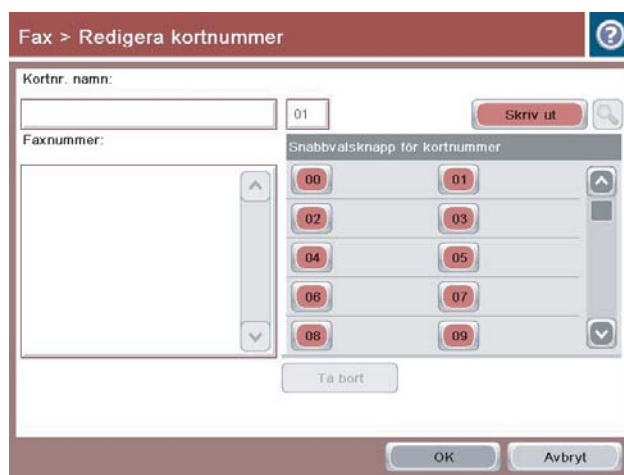 Fax > Redigera kortnummer
?
Kortnr. namn:
01
Skriv ut
Faxnummer:
Snabbvalsknapp för kortnummer
00 01
02 03
04 05
06 07
08 09
Ta bort
OK Avbryt